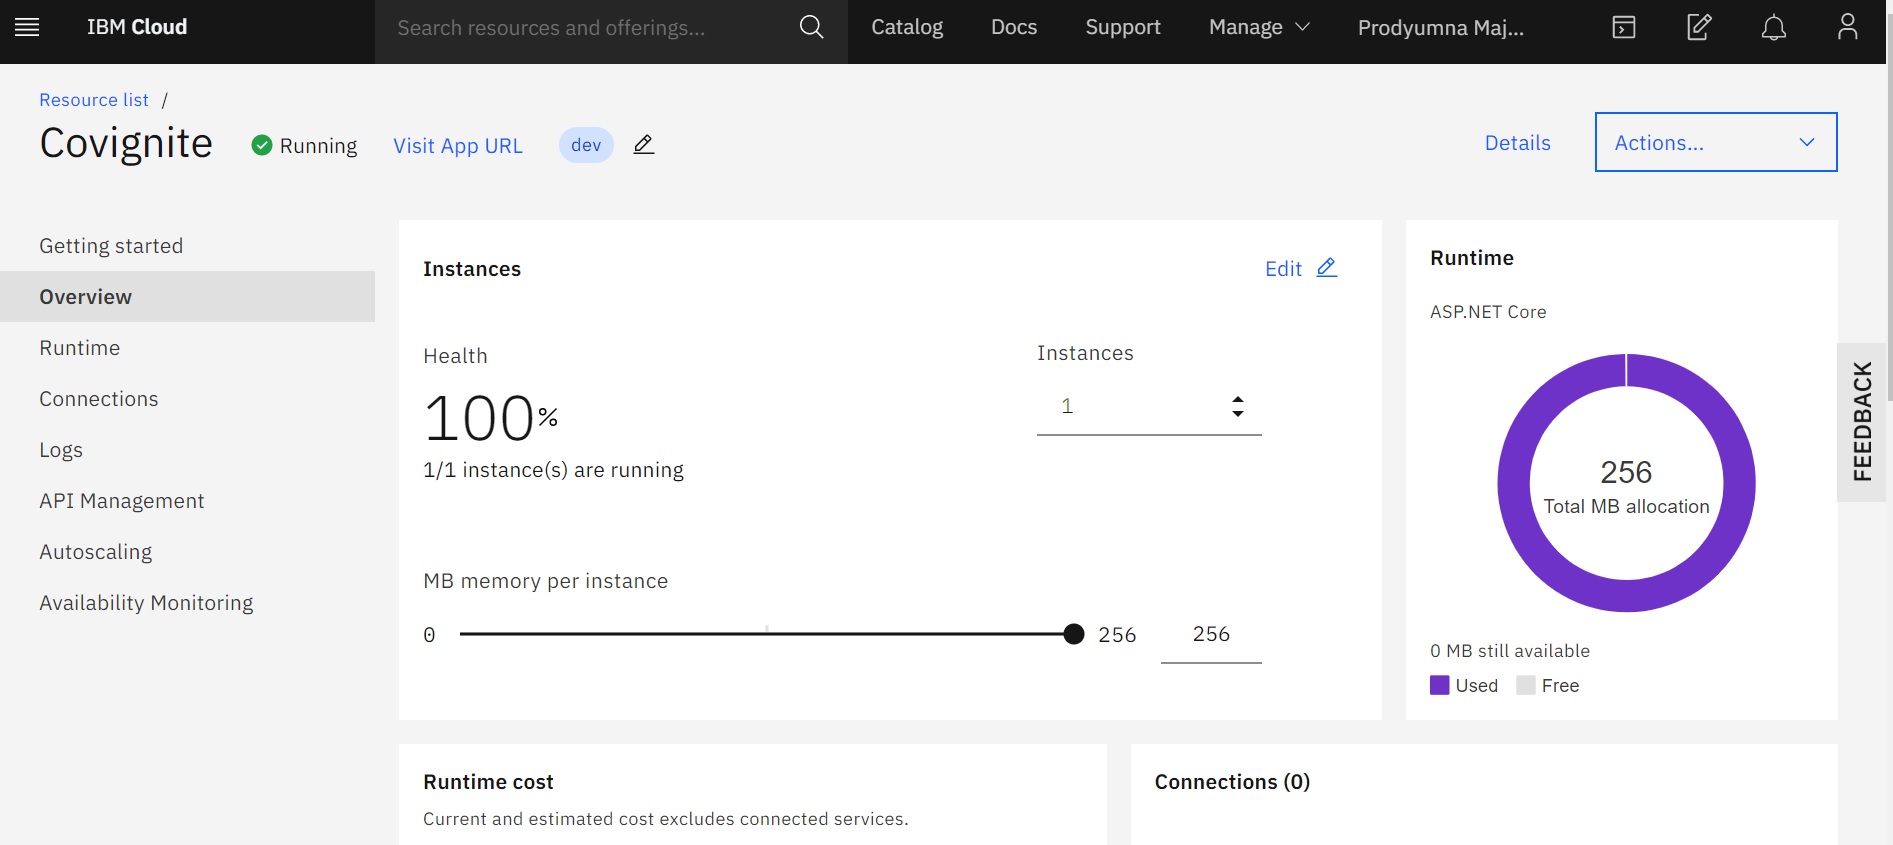 IBM Cloud
Search resources and offerings...
Catalog
Docs
Support
Manage
Prodyumna Maj...
Resource list /
Covignite
Running
Visit App URL
dev
Details
Actions...
Getting started
Overview
Runtime
Connections
Logs
API Management
Autoscaling
Availability Monitoring
Instances
Edit
Health
100%
1/1 instance(s) are running
Instances
1
MB memory per instance
0
256
256
Runtime
ASP.NET Core
256
Total MB allocation
0 MB still available
Used
Free
FEEDBACK
Runtime cost
Current and estimated cost excludes connected services.
Connections (0)